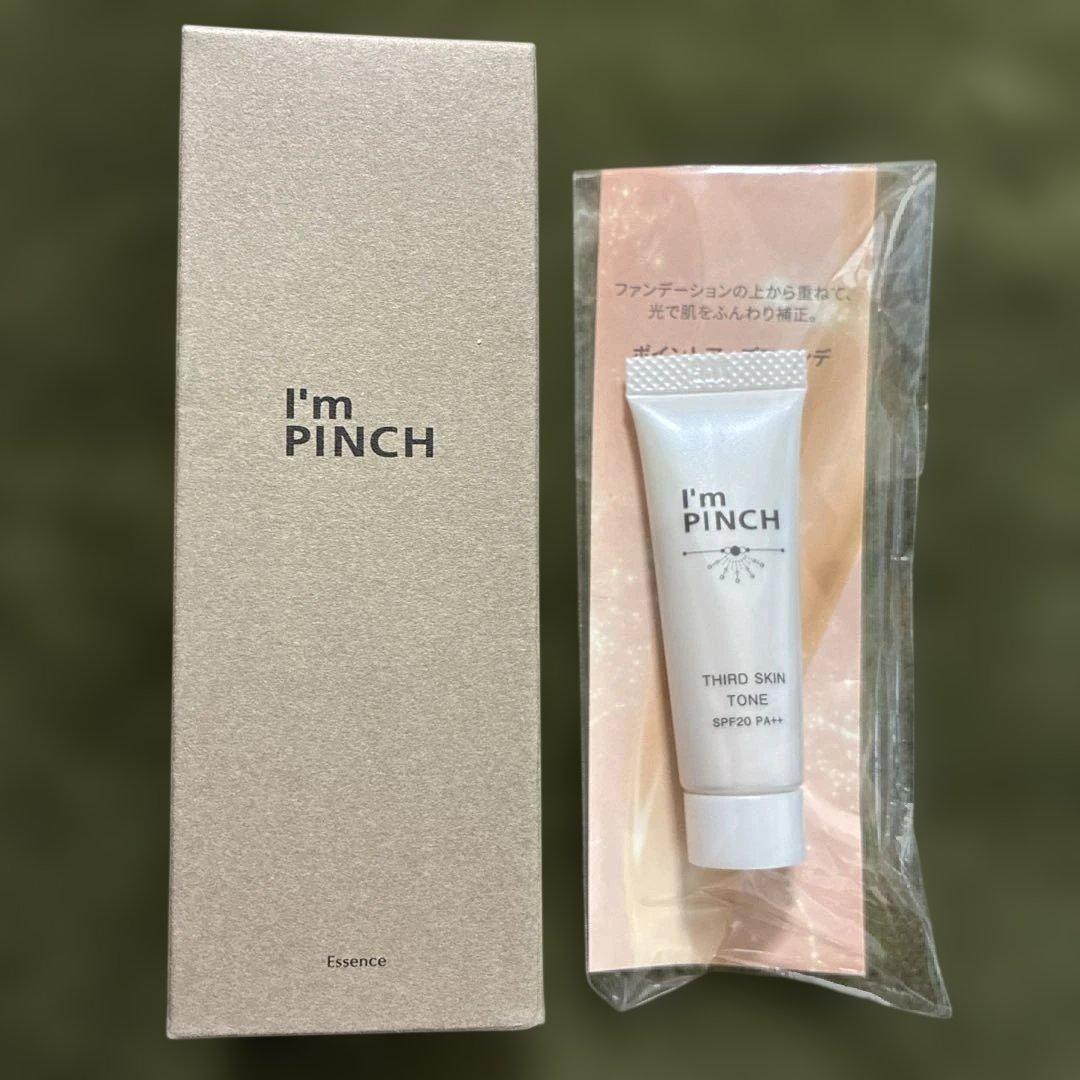 I'm
PINCH
Essence
ファンデーションの上から重ねて、
光で肌をふんわり補正。
I'm
PINCH
THIRD SKIN
TONE
SPF20 PA++